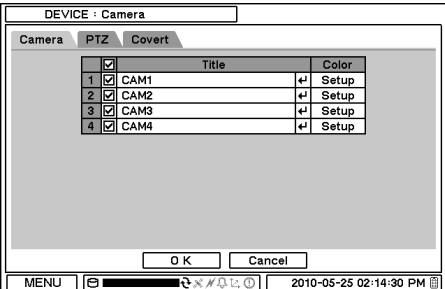 DEVICE : Camera
Camera PTZ Covert
Title Color
1 CAM1 Setup
2 CAM2 Setup
3 CAM3 Setup
4 CAM4 Setup
OK Cancel
MENU 2010-05-25 02:14:30 PM